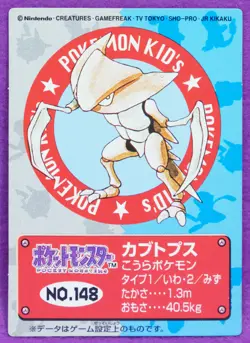 © Nintendo・CREATURES・GAMEFREAK・TV TOKYO・SHO-PRO・JR KIKAKU
POKÉMON KID'S
POKÉMON KID'S
ポケットモンスター
POCKET MONSTERS
TM
NO.148
カブトプス
こうらポケモン
タイプ1／いわ・2／みず
たかさ‥‥1.3m
おもさ‥‥40.5kg
※データはゲーム設定上のものです。